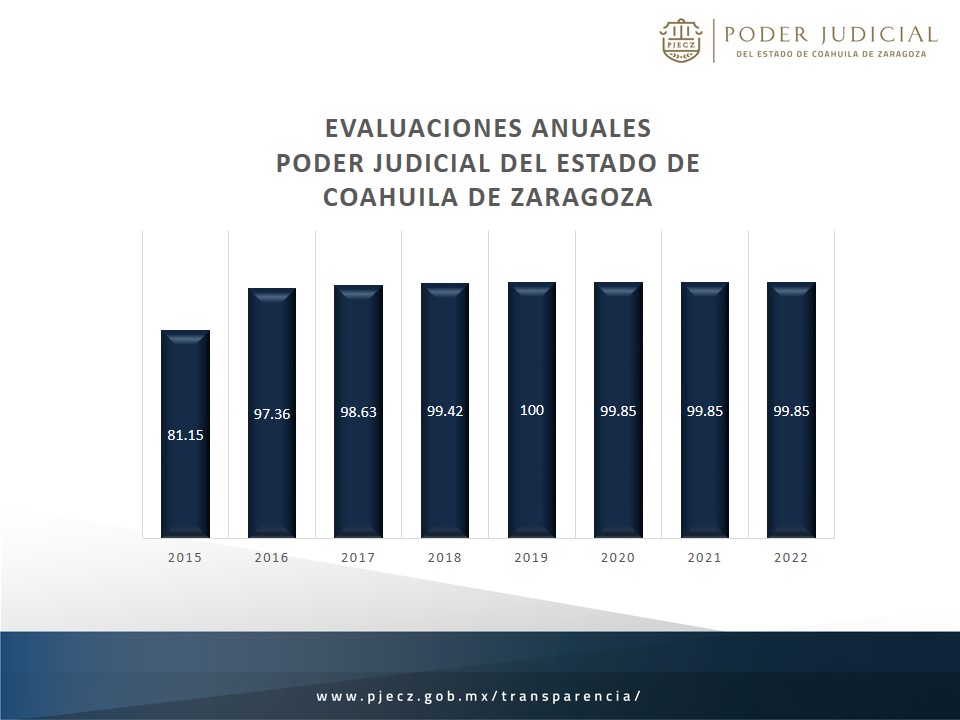 PJECZ
PODER JUDICIAL
DEL ESTADO DE COAHUILA DE ZARAGOZA
EVALUACIONES ANUALES
PODER JUDICIAL DEL ESTADO DE
COAHUILA DE ZARAGOZA
81.15 97.36 98.63 99.42 100 99.85 99.85 99.85
2015 2016 2017 2018 2019 2020 2021 2022
www.pjecz.gob.mx/transparencia/